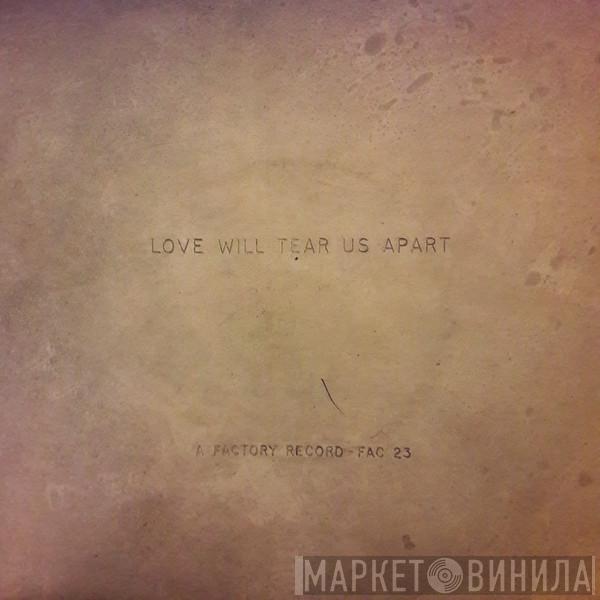 LOVE WILL TEAR US APART
A FACTORY RECORD - FAC 23
МАРКЕТ ВИНИЛА